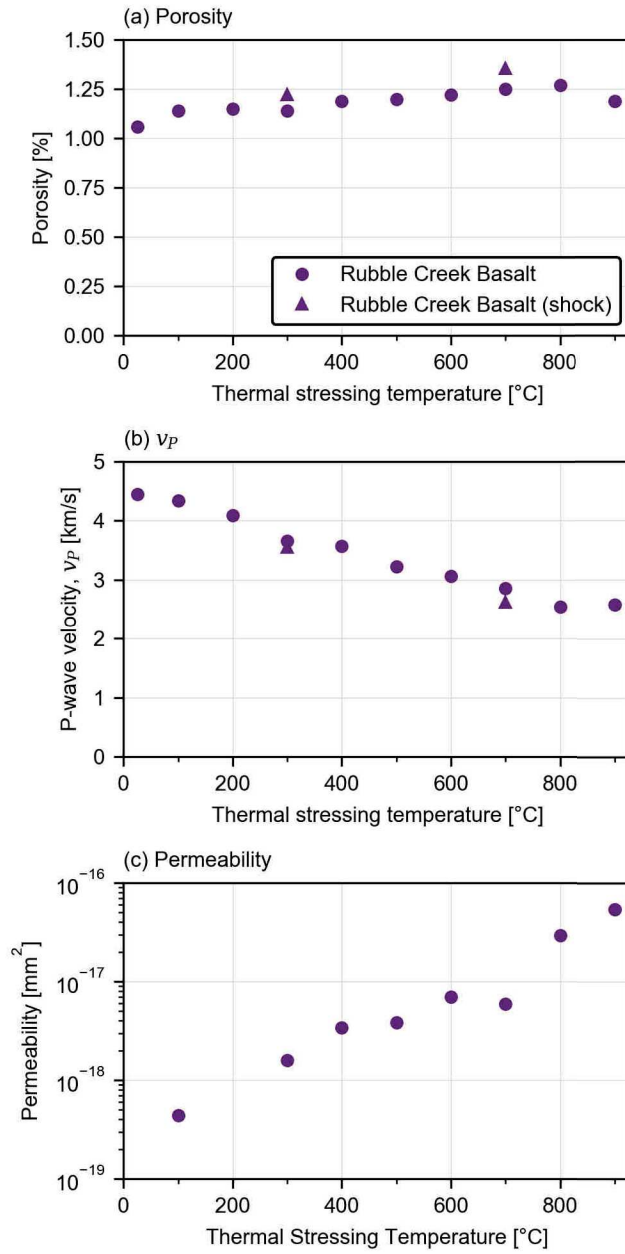 (a) Porosity
1.50
1.25
1.00
0.75
0.50
0.25
0.00
Porosity [%]
Rubble Creek Basalt
Rubble Creek Basalt (shock)
0 200 400 600 800
Thermal stressing temperature [°C]
(b) v_P
5
4
3
2
1
0
P-wave velocity, v_P [km/s]
0 200 400 600 800
Thermal stressing temperature [°C]
(c) Permeability
10⁻¹⁶
10⁻¹⁷
10⁻¹⁸
10⁻¹⁹
Permeability [mm²]
0 200 400 600 800
Thermal Stressing Temperature [°C]